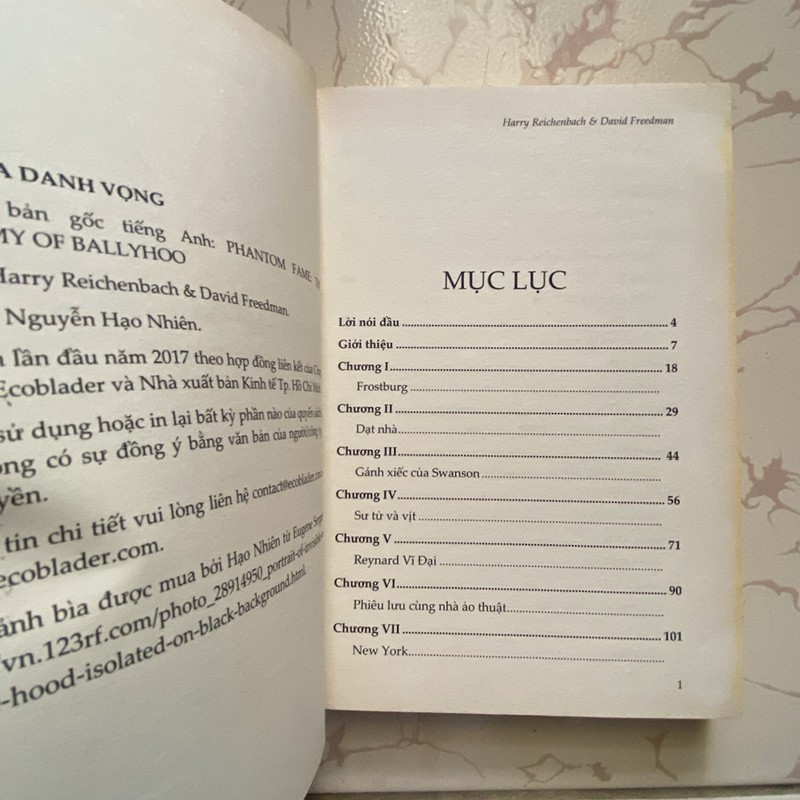 A DANH VỌNG
bản gốc tiếng Anh: PHANTOM FAME
MY OF BALLYHOO
Harry Reichenbach & David Freedman.
Nguyễn Hạo Nhiên.
lần đầu năm 2017 theo hợp đồng liên kết của
Ecoblader và Nhà xuất bản Kinh tế Tp. Hồ Chí
sử dụng hoặc in lại bất kỳ phần nào của quyển sách
có sự đồng ý bằng văn bản của người
yền.
tin chi tiết vui lòng liên hệ contact@ecoblader.com
ecoblader.com.
ảnh bìa được mua bởi Hạo Nhiên từ Eugene
vn.123rf.com/photo_28914950_portrait-of-invisible
-hood-isolated-on-black-background.html.
Harry Reichenbach & David Freedman
MỤC LỤC
Lời nói đầu ........ 4
Giới thiệu ........ 7
Chương I ........ 18
Frostburg ........
Chương II ........ 29
Dạt nhà ........
Chương III ........ 44
Gánh xiếc của Swanson ........
Chương IV ........ 56
Sư tử và vịt ........
Chương V ........ 71
Reynard Vĩ Đại ........
Chương VI ........ 90
Phiêu lưu cùng nhà ảo thuật ........
Chương VII ........ 101
New York ........
1